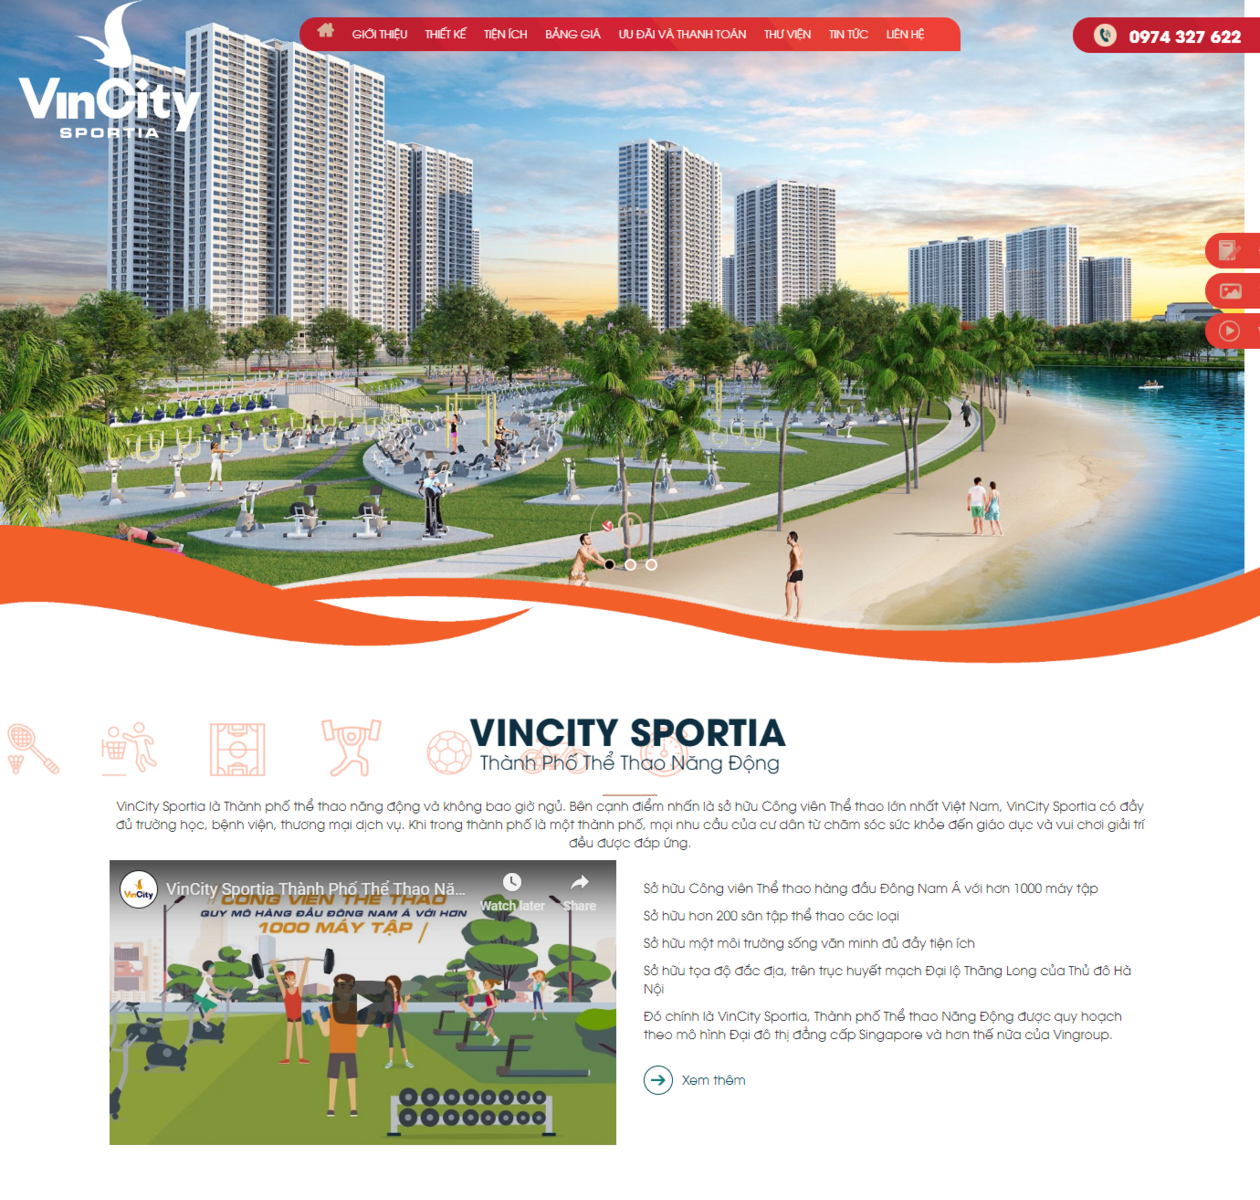 VinCity
SPORTIA
GIỚI THIỆU THIẾT KẾ TIỆN ÍCH BẢNG GIÁ ƯU ĐÃI VÀ THANH TOÁN THƯ VIỆN TIN TỨC LIÊN HỆ
0974 327 622
VINCITY SPORTIA
Thành Phố Thể Thao Năng Động
VinCity Sportia là Thành phố thể thao năng động và không bao giờ ngủ. Bên cạnh điểm nhấn là sở hữu Công viên Thể thao lớn nhất Việt Nam, VinCity Sportia có đầy
đủ trường học, bệnh viện, thương mại dịch vụ. Khi trong thành phố là một thành phố, mọi nhu cầu của cư dân từ chăm sóc sức khỏe đến giáo dục và vui chơi giải trí
đều được đáp ứng.
VinCity
VinCity Sportia Thành Phố Thể Thao Nă...
Watch later Share
CÔNG VIÊN THỂ THAO
QUY MÔ HÀNG ĐẦU ĐÔNG NAM Á VỚI HƠN
1000 MÁY TẬP
Sở hữu Công viên Thể thao hàng đầu Đông Nam Á với hơn 1000 máy tập
Sở hữu hơn 200 sân tập thể thao các loại
Sở hữu một môi trường sống văn minh đủ đầy tiện ích
Sở hữu tọa độ đắc địa, trên trục huyết mạch Đại lộ Thăng Long của Thủ đô Hà
Nội
Đó chính là VinCity Sportia, Thành phố Thể thao Năng Động được quy hoạch
theo mô hình Đại đô thị đẳng cấp Singapore và hơn thế nữa của Vingroup.
Xem thêm